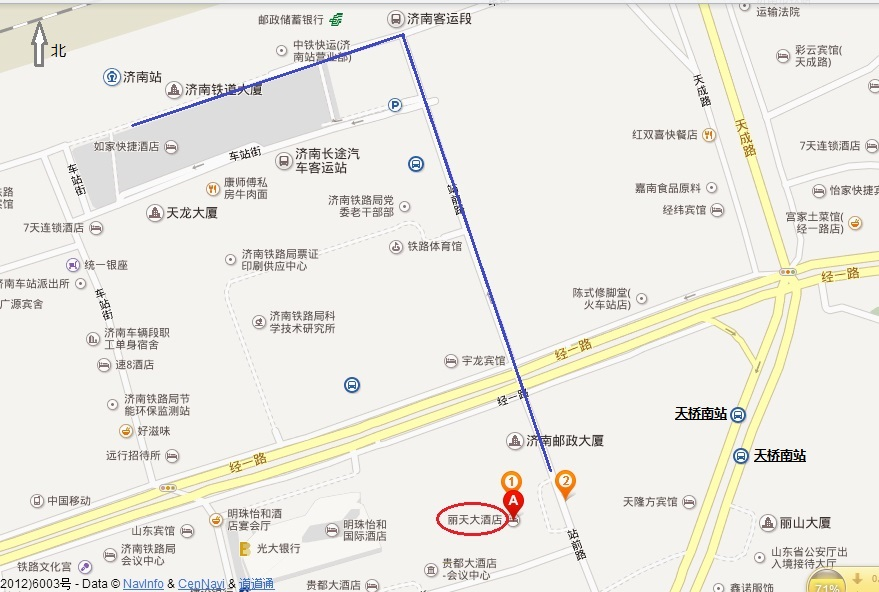 邮政储蓄银行
济南客运段
运输法院
北
中铁快运(济
南站营业部)
彩云宾馆(
天成路)
济南站
济南铁道大厦
天成路
P
天成路
红双喜快餐店
如家快捷酒店
车站街
济南长途汽
车客运站
7天连锁酒店
车站街
康师傅私
房牛肉面
站前路
嘉南食品原料
怡家快捷宾
宾馆
济南铁路局党
委老干部部
经纬宾馆
天龙大厦
宫家土菜馆(
经一路店)
7天连锁酒店
铁路体育馆
济南铁路局票证
印刷供应中心
统一银座
经一路
济南车站派出所
广源宾舍
车站街
陈式修脚堂(
火车站店)
济南铁路局科
学技术研究所
济南车辆段职
工单身宿舍
经一路
速8酒店
宇龙宾馆
经一路
济南铁路局节
能环保监测站
天桥南站
好滋味
济南邮政大厦
远行招待所
经一路
天桥南站
1
2
A
中国移动
天隆方宾馆
明珠怡和酒
店宴会厅
丽天大酒店
丽山大厦
山东宾馆
明珠怡和
国际酒店
站前路
光大银行
济南铁路局
会议中心
山东省公安厅出
入境接待大厅
铁路文化宫
贵都大酒店
-会议中心
2012)6003号 - Data © NavInfo & CenNavi & 道道通
贵都大酒店
鑫诺服饰
71%